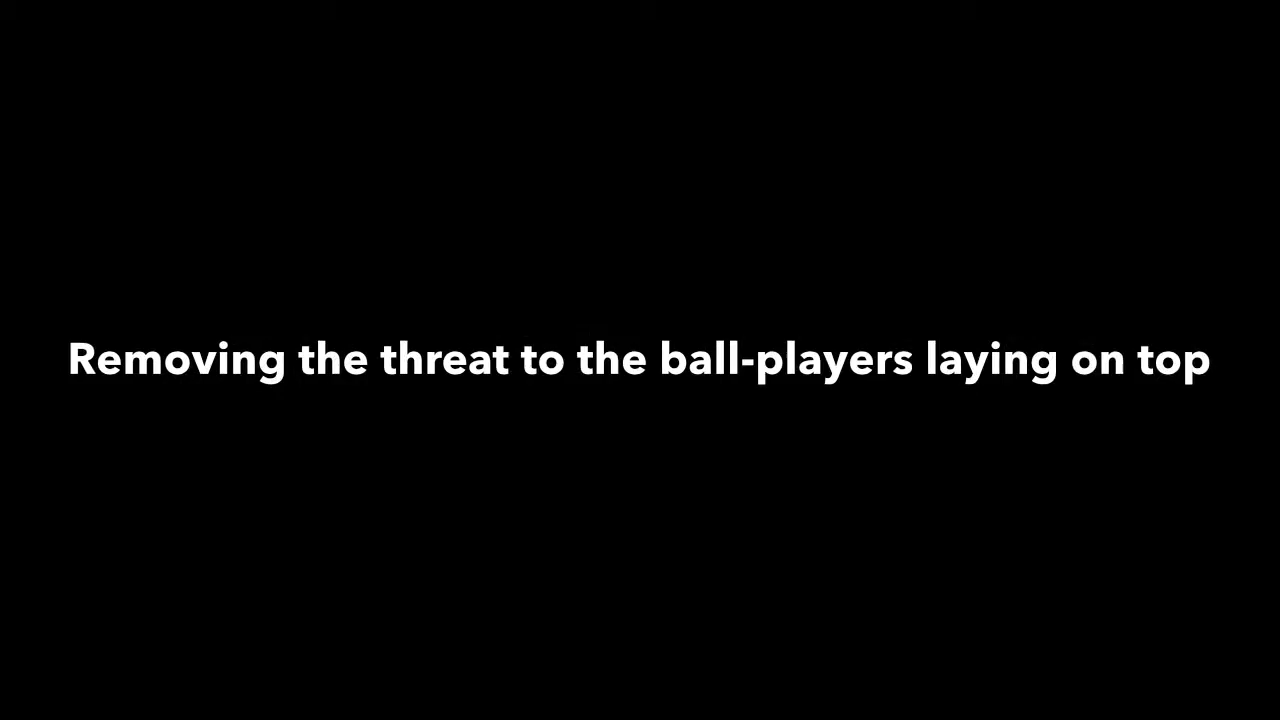 Removing the threat to the ball-players laying on top